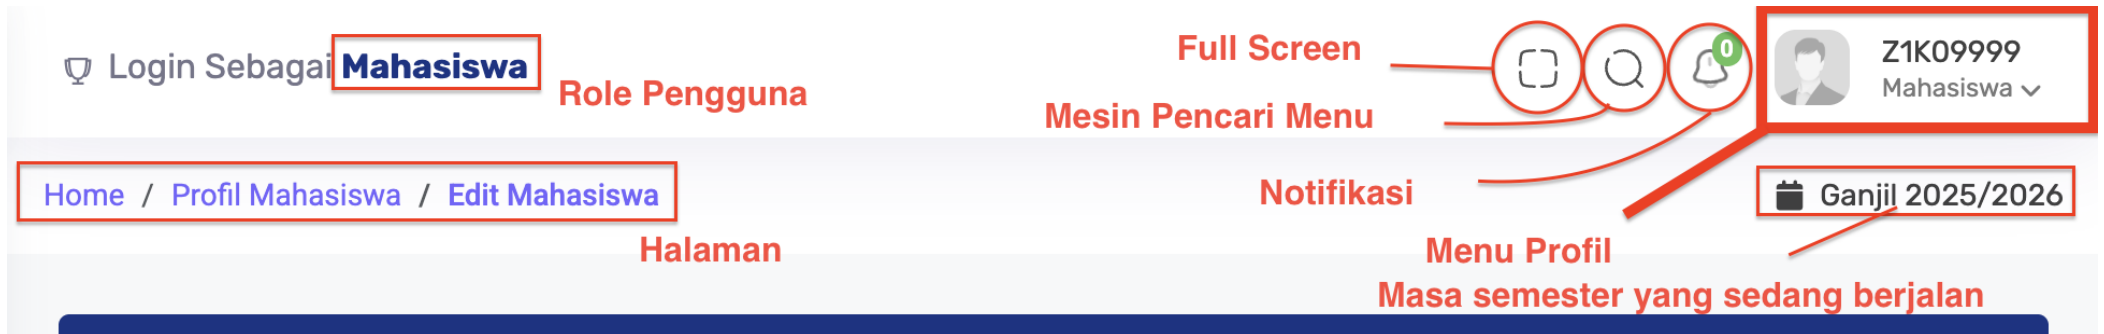 Login Sebagai Mahasiswa
Role Pengguna
Full Screen
Mesin Pencari Menu
0
Z1K09999
Mahasiswa
Home / Profil Mahasiswa / Edit Mahasiswa
Notifikasi
Ganjil 2025/2026
Halaman
Menu Profil
Masa semester yang sedang berjalan